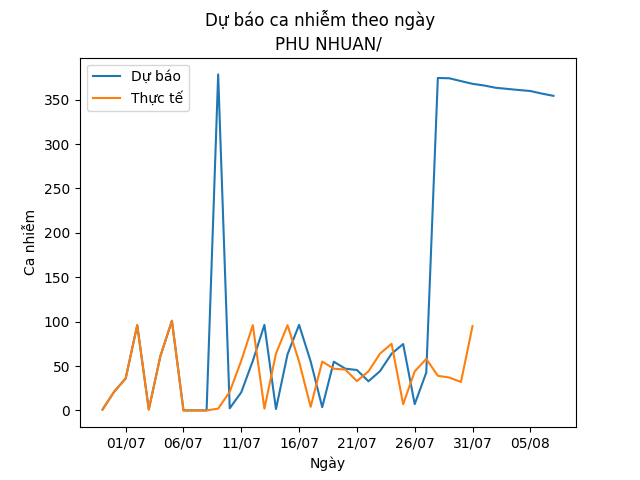 Dự báo ca nhiễm theo ngày
PHU NHUAN/
Dự báo
Thực tế
Ca nhiễm
350
300
250
200
150
100
50
0
01/07 06/07 11/07 16/07 21/07 26/07 31/07 05/08
Ngày